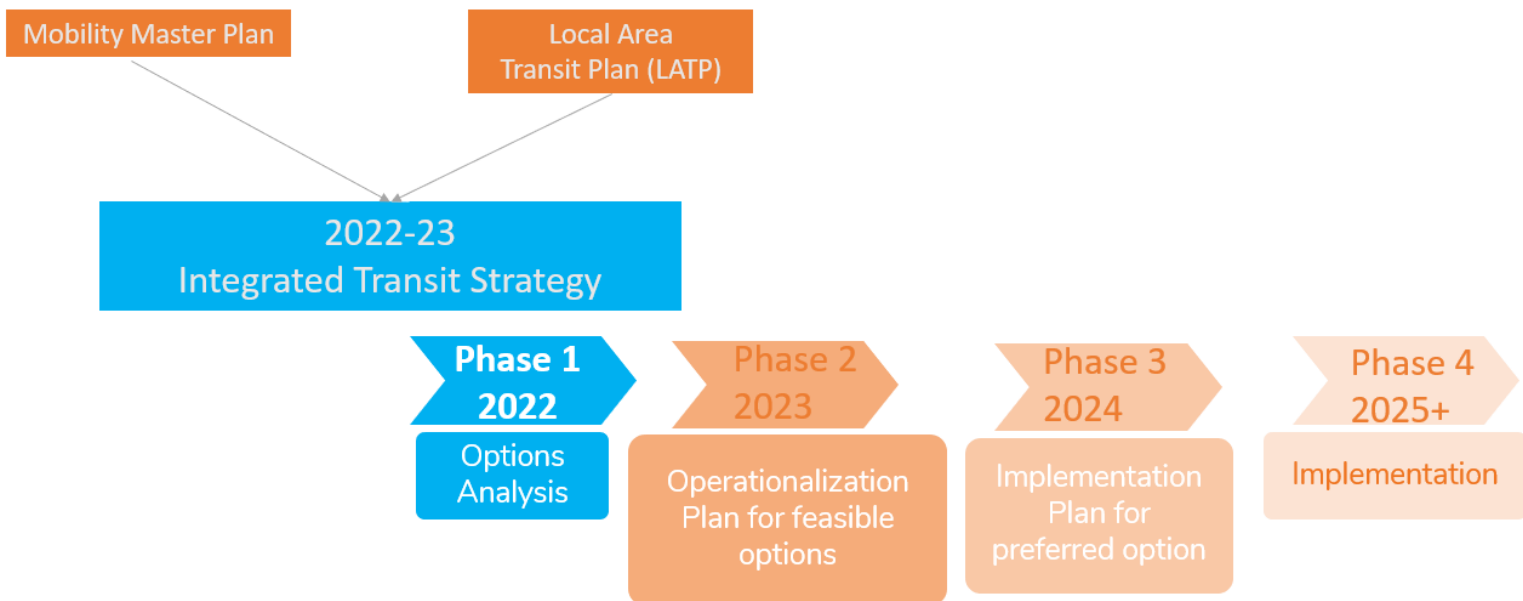 Mobility Master Plan
Local Area
Transit Plan (LATP)
2022-23
Integrated Transit Strategy
Phase 1
2022
Options
Analysis
Phase 2
2023
Operationalization
Plan for feasible
options
Phase 3
2024
Implementation
Plan for
preferred option
Phase 4
2025+
Implementation